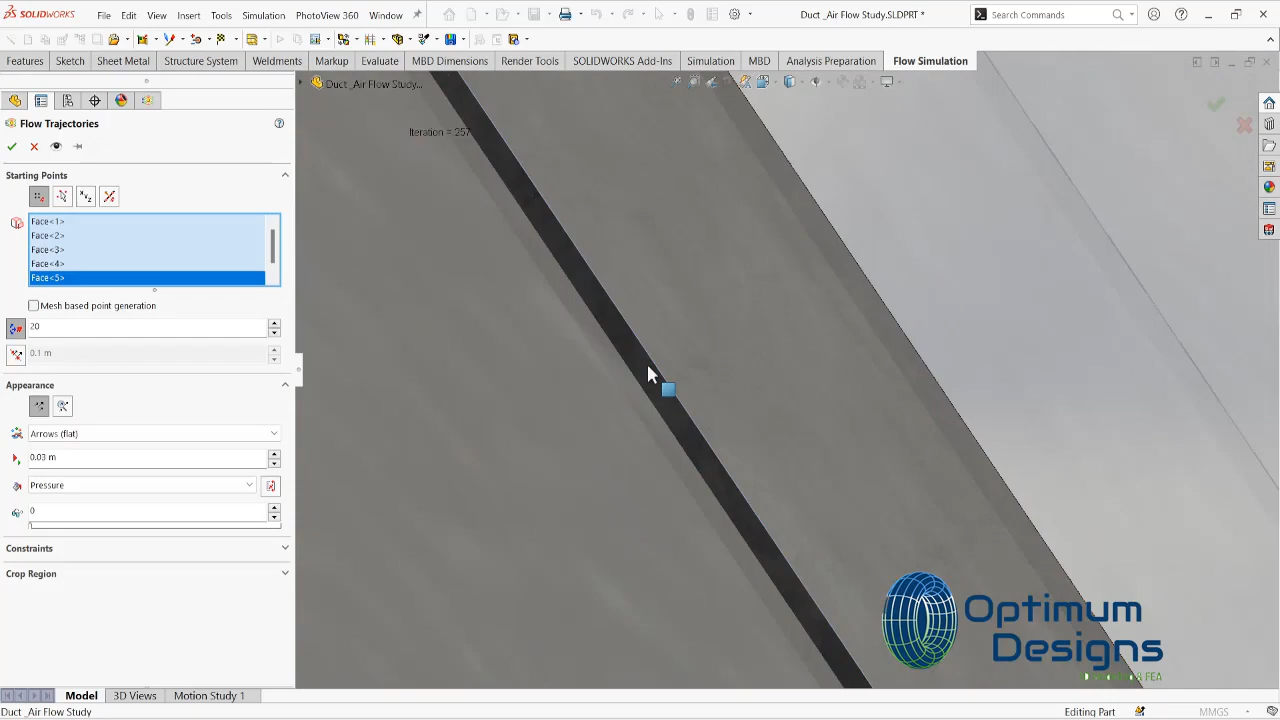 SOLIDWORKS
File
Edit
View
Insert
Tools
Simulation
PhotoView 360
Window
Duct _Air Flow Study.SLDPRT *
Search Commands
Features
Sketch
Sheet Metal
Structure System
Weldments
Markup
Evaluate
MBD Dimensions
Render Tools
SOLIDWORKS Add-Ins
Simulation
MBD
Analysis Preparation
Flow Simulation
Duct _Air Flow Study...
Iteration = 257
Flow Trajectories
Starting Points
Face<1>
Face<2>
Face<3>
Face<4>
Face<5>
Mesh based point generation
20
0.1 m
Appearance
Arrows (flat)
0.03 m
Pressure
0
Constraints
Crop Region
Optimum
Designs
& FEA
Model
3D Views
Motion Study 1
Duct _Air Flow Study
Editing Part
MMGS